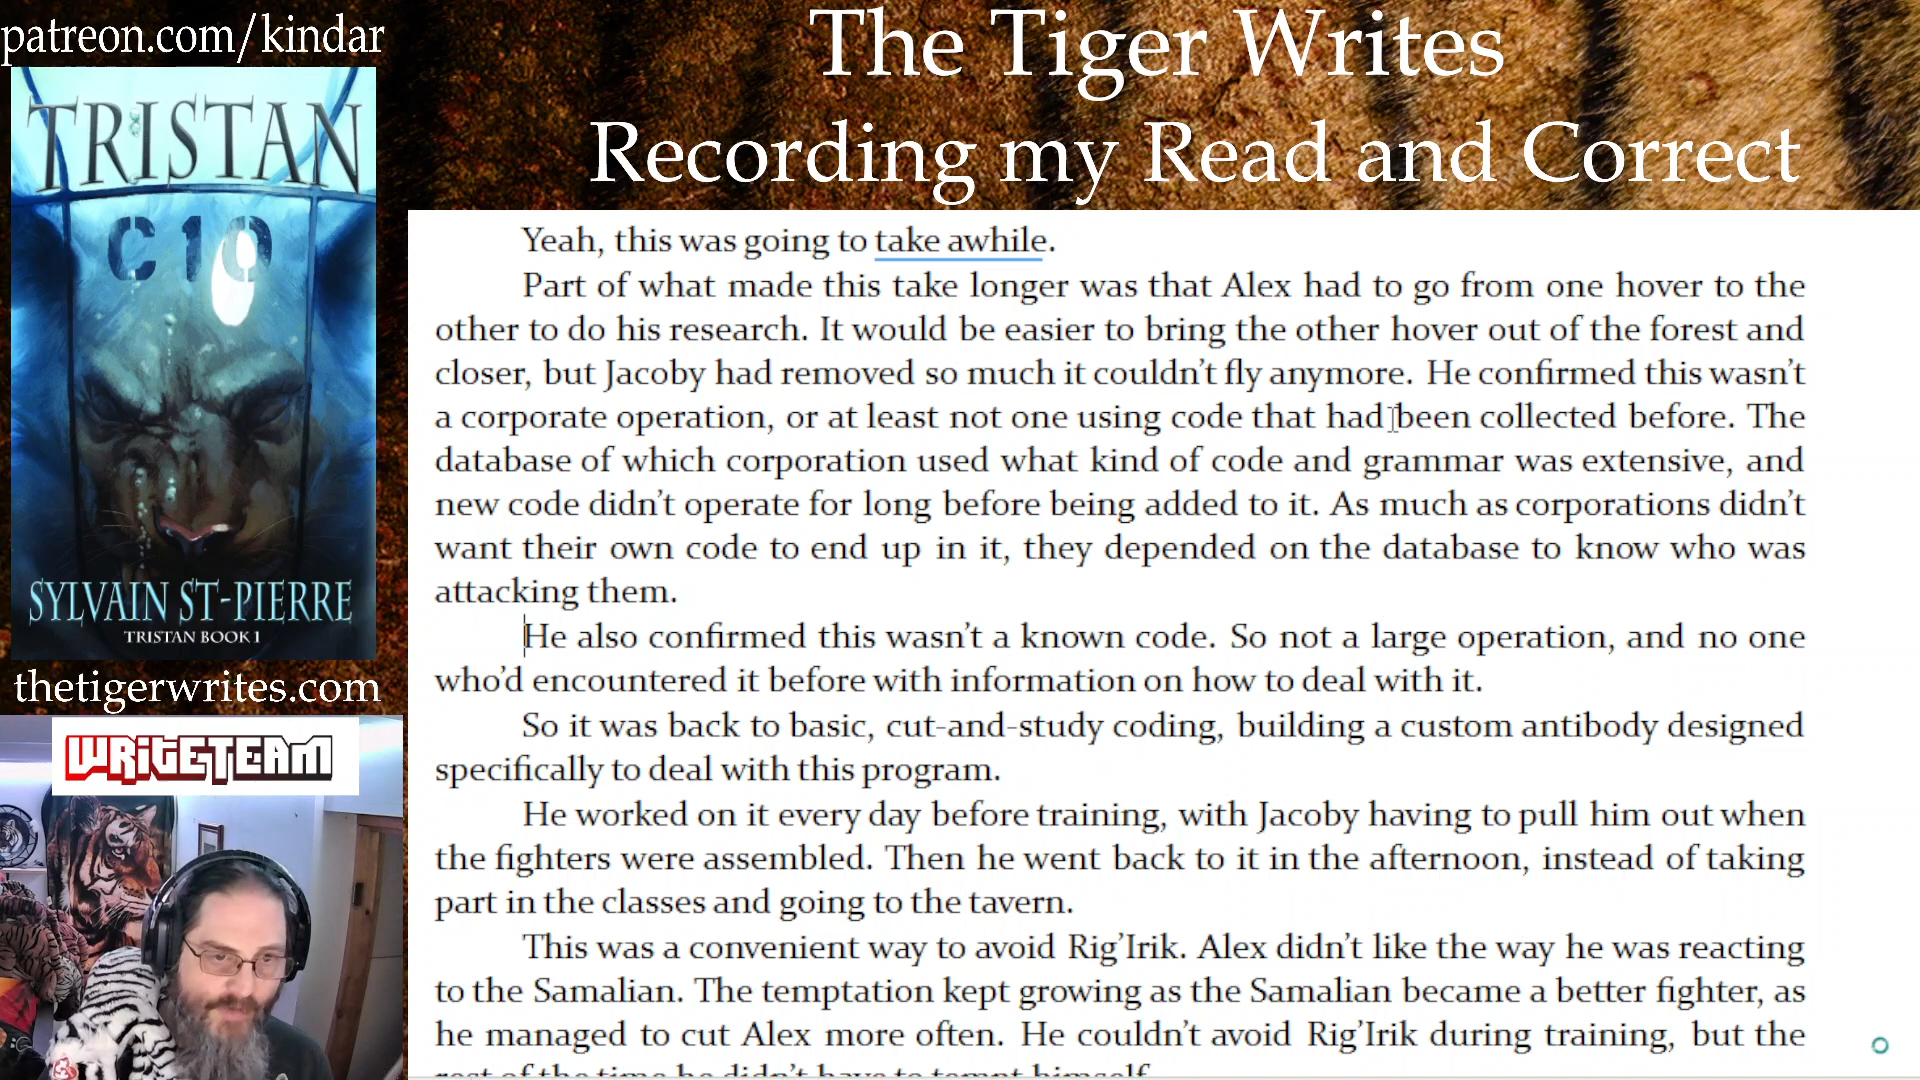 patreon.com/kindar
TRISTAN
C10
SYLVAIN ST-PIERRE
TRISTAN BOOK 1
thetigerwrites.com
WRITETEAM
The Tiger Writes
Recording my Read and Correct
Yeah, this was going to take awhile.
Part of what made this take longer was that Alex had to go from one hover to the
other to do his research. It would be easier to bring the other hover out of the forest and
closer, but Jacoby had removed so much it couldn't fly anymore. He confirmed this wasn't
a corporate operation, or at least not one using code that had been collected before. The
database of which corporation used what kind of code and grammar was extensive, and
new code didn't operate for long before being added to it. As much as corporations didn't
want their own code to end up in it, they depended on the database to know who was
attacking them.
He also confirmed this wasn't a known code. So not a large operation, and no one
who'd encountered it before with information on how to deal with it.
So it was back to basic, cut-and-study coding, building a custom antibody designed
specifically to deal with this program.
He worked on it every day before training, with Jacoby having to pull him out when
the fighters were assembled. Then he went back to it in the afternoon, instead of taking
part in the classes and going to the tavern.
This was a convenient way to avoid Rig'Irik. Alex didn't like the way he was reacting
to the Samalian. The temptation kept growing as the Samalian became a better fighter, as
he managed to cut Alex more often. He couldn't avoid Rig'Irik during training, but the
rest of the time he didn't have to tempt himself.